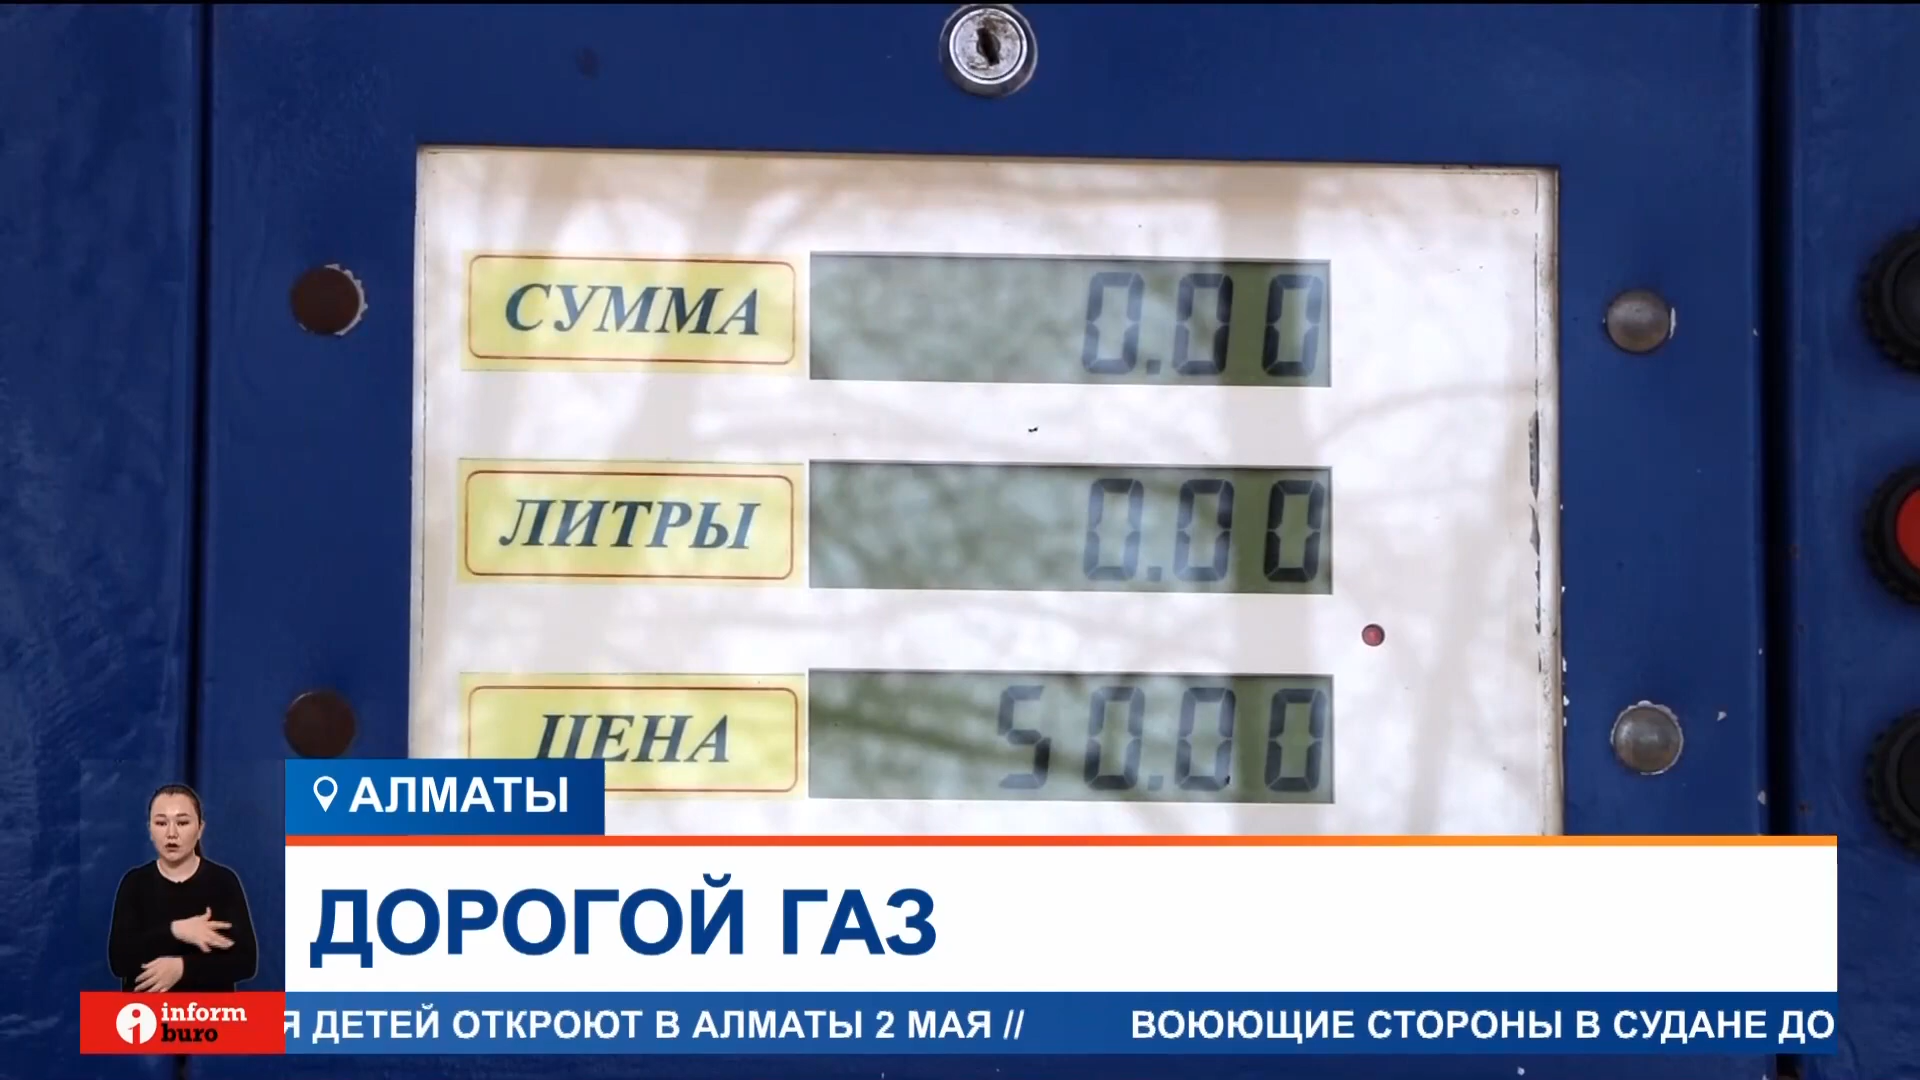 СУММА 0.00
ЛИТРЫ 0.00
ЦЕНА 50.00
АЛМАТЫ
ДОРОГОЙ ГАЗ
inform
buro
Я ДЕТЕЙ ОТКРОЮТ В АЛМАТЫ 2 МАЯ // ВОЮЮЩИЕ СТОРОНЫ В СУДАНЕ ДО